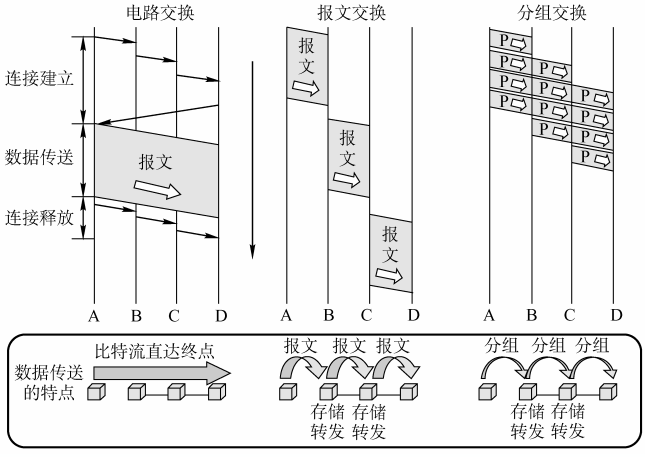 电路交换
报文交换
分组交换
连接建立
数据传送
连接释放
报文
报
文
报
文
报
文
P
P
P
P
P
P
P
P
P
P
P
P
A B C D
A B C D
A B C D
数据传送
的特点
比特流直达终点
报文 报文 报文
存储 存储
转发 转发
分组 分组 分组
存储 存储
转发 转发